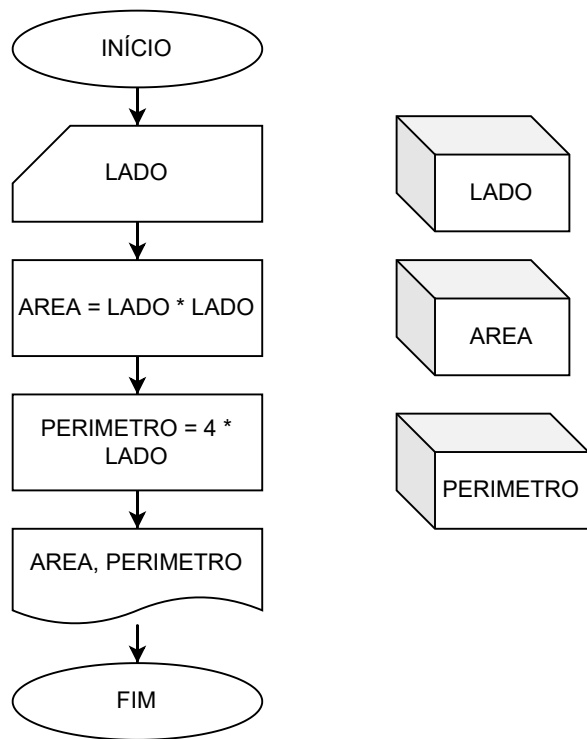 INÍCIO
LADO
AREA = LADO * LADO
PERIMETRO = 4 *
LADO
AREA, PERIMETRO
FIM
LADO
AREA
PERIMETRO